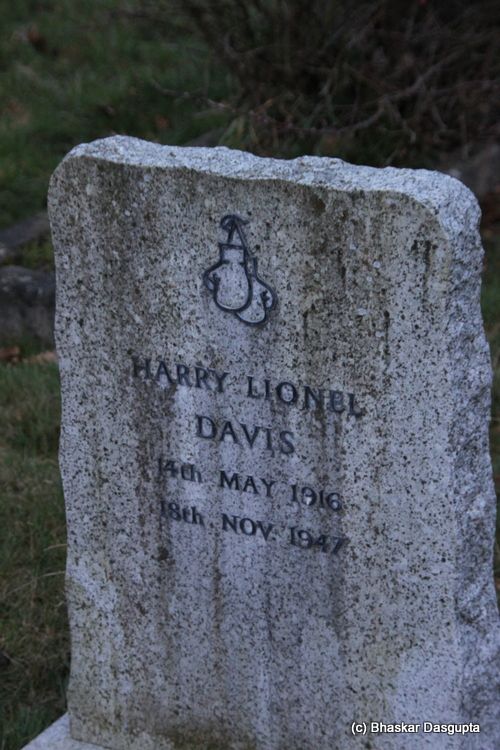 HARRY LIONEL
DAVIS
14th MAY 1916
18th NOV. 1947
(c) Bhaskar Dasgupta